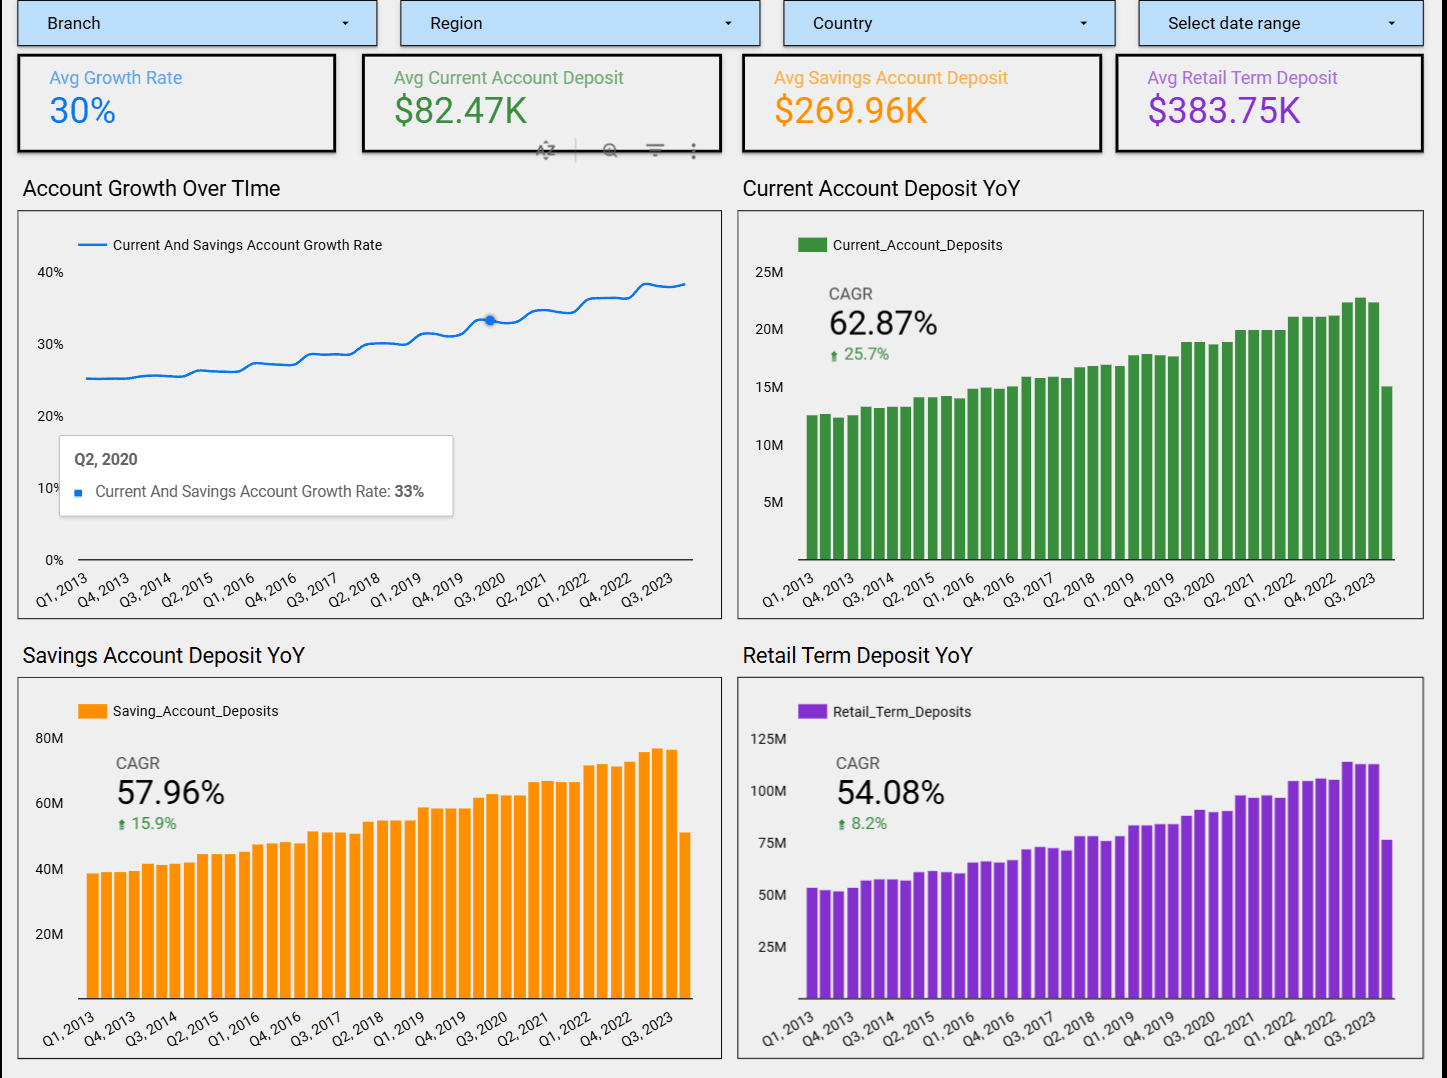 Branch
Region
Country
Select date range
Avg Growth Rate
30%
Avg Current Account Deposit
$82.47K
Avg Savings Account Deposit
$269.96K
Avg Retail Term Deposit
$383.75K
Account Growth Over TIme
Current And Savings Account Growth Rate
40%
30%
20%
10%
0%
Q2, 2020
Current And Savings Account Growth Rate: 33%
Q1, 2013
Q4, 2013
Q3, 2014
Q2, 2015
Q1, 2016
Q4, 2016
Q3, 2017
Q2, 2018
Q1, 2019
Q4, 2019
Q3, 2020
Q2, 2021
Q1, 2022
Q4, 2022
Q3, 2023
Current Account Deposit YoY
Current_Account_Deposits
CAGR
62.87%
25.7%
25M
20M
15M
10M
5M
Q1, 2013
Q4, 2013
Q3, 2014
Q2, 2015
Q1, 2016
Q4, 2016
Q3, 2017
Q2, 2018
Q1, 2019
Q4, 2019
Q3, 2020
Q2, 2021
Q1, 2022
Q4, 2022
Q3, 2023
Savings Account Deposit YoY
Saving_Account_Deposits
CAGR
57.96%
15.9%
80M
60M
40M
20M
Q1, 2013
Q4, 2013
Q3, 2014
Q2, 2015
Q1, 2016
Q4, 2016
Q3, 2017
Q2, 2018
Q1, 2019
Q4, 2019
Q3, 2020
Q2, 2021
Q1, 2022
Q4, 2022
Q3, 2023
Retail Term Deposit YoY
Retail_Term_Deposits
CAGR
54.08%
8.2%
125M
100M
75M
50M
25M
Q1, 2013
Q4, 2013
Q3, 2014
Q2, 2015
Q1, 2016
Q4, 2016
Q3, 2017
Q2, 2018
Q1, 2019
Q4, 2019
Q3, 2020
Q2, 2021
Q1, 2022
Q4, 2022
Q3, 2023